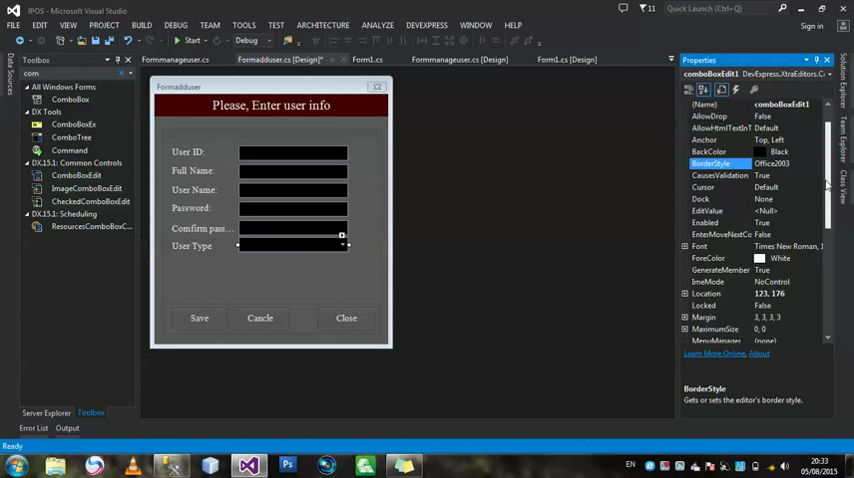 JPOS - Microsoft Visual Studio
11
Quick Launch (Ctrl+Q)
FILE EDIT VIEW PROJECT BUILD DEBUG TEAM TOOLS TEST ARCHITECTURE ANALYZE DEVEXPRESS WINDOW HELP
Sign in
Start Debug
Data Sources
Toolbox
com
All Windows Forms
ComboBox
DX Tools
ComboBoxEx
ComboTree
Command
DX.15.1: Common Controls
ComboBoxEdit
ImageComboBoxEdit
CheckedComboBoxEdit
DX.15.1: Scheduling
ResourcesComboBoxC...
Server Explorer Toolbox
Error List Output
Formmanageuser.cs Formadduser.cs [Design]* Form1.cs Formmanageuser.cs [Design] Form1.cs [Design]
Formadduser
Please, Enter user info
User ID:
Full Name:
User Name:
Password:
Comfirm pass...
User Type
Save Cancle Close
Properties
comboBoxEdit1 DevExpress.XtraEditors.Cc
(Name) comboBoxEdit1
AllowDrop False
AllowHtmlTextInT Default
Anchor Top, Left
BackColor Black
BorderStyle Office2003
CausesValidation True
Cursor Default
Dock None
EditValue <Null>
Enabled True
EnterMoveNextCo False
Font Times New Roman, 1
ForeColor White
GenerateMember True
ImeMode NoControl
Location 123, 176
Locked False
Margin 3, 3, 3, 3
MaximumSize 0, 0
MenuManager (none)
Learn More Online, About
BorderStyle
Gets or sets the editor's border style.
Solution Explorer
Team Explorer
Class View
Ready
EN
20:33
05/08/2015